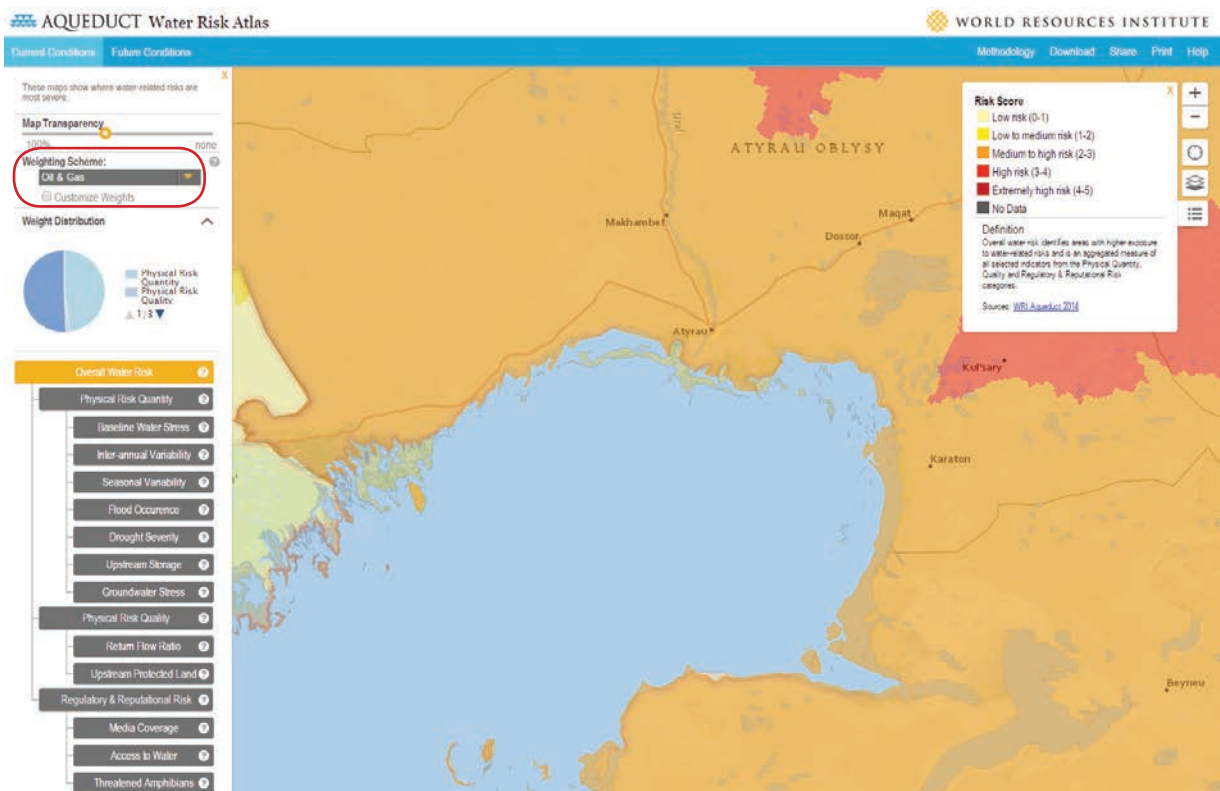 AQUEDUCT Water Risk Atlas
WORLD RESOURCES INSTITUTE
Current Conditions
Future Conditions
Methodology
Download
Share
Print
Help
X
These maps show where water-related risks are
most severe.
Map Transparency
100%
none
Weighting Scheme:
?
Oil & Gas
Customize Weights
Weight Distribution
Physical Risk
Quantity
Physical Risk
Quality
1/3
Overall Water Risk ?
Physical Risk Quantity ?
Baseline Water Stress ?
Inter-annual Variability ?
Seasonal Variability ?
Flood Occurence ?
Drought Severity ?
Upstream Storage ?
Groundwater Stress ?
Physical Risk Quality ?
Return Flow Ratio ?
Upstream Protected Land ?
Regulatory & Reputational Risk ?
Media Coverage ?
Access to Water ?
Threatened Amphibians ?
Ural
ATYRAU OBLYSY
Makhambet
Maqat
Dossor
Atyrau
Kul'sary
Karaton
Beyneu
X
Risk Score
Low risk (0-1)
Low to medium risk (1-2)
Medium to high risk (2-3)
High risk (3-4)
Extremely high risk (4-5)
No Data
Definition
Overall water risk identifies areas with higher exposure
to water-related risks and is an aggregated measure of
all selected indicators from the Physical Quantity,
Quality and Regulatory & Reputational Risk
categories.
Sources: WRI Aqueduct 2014
+
−